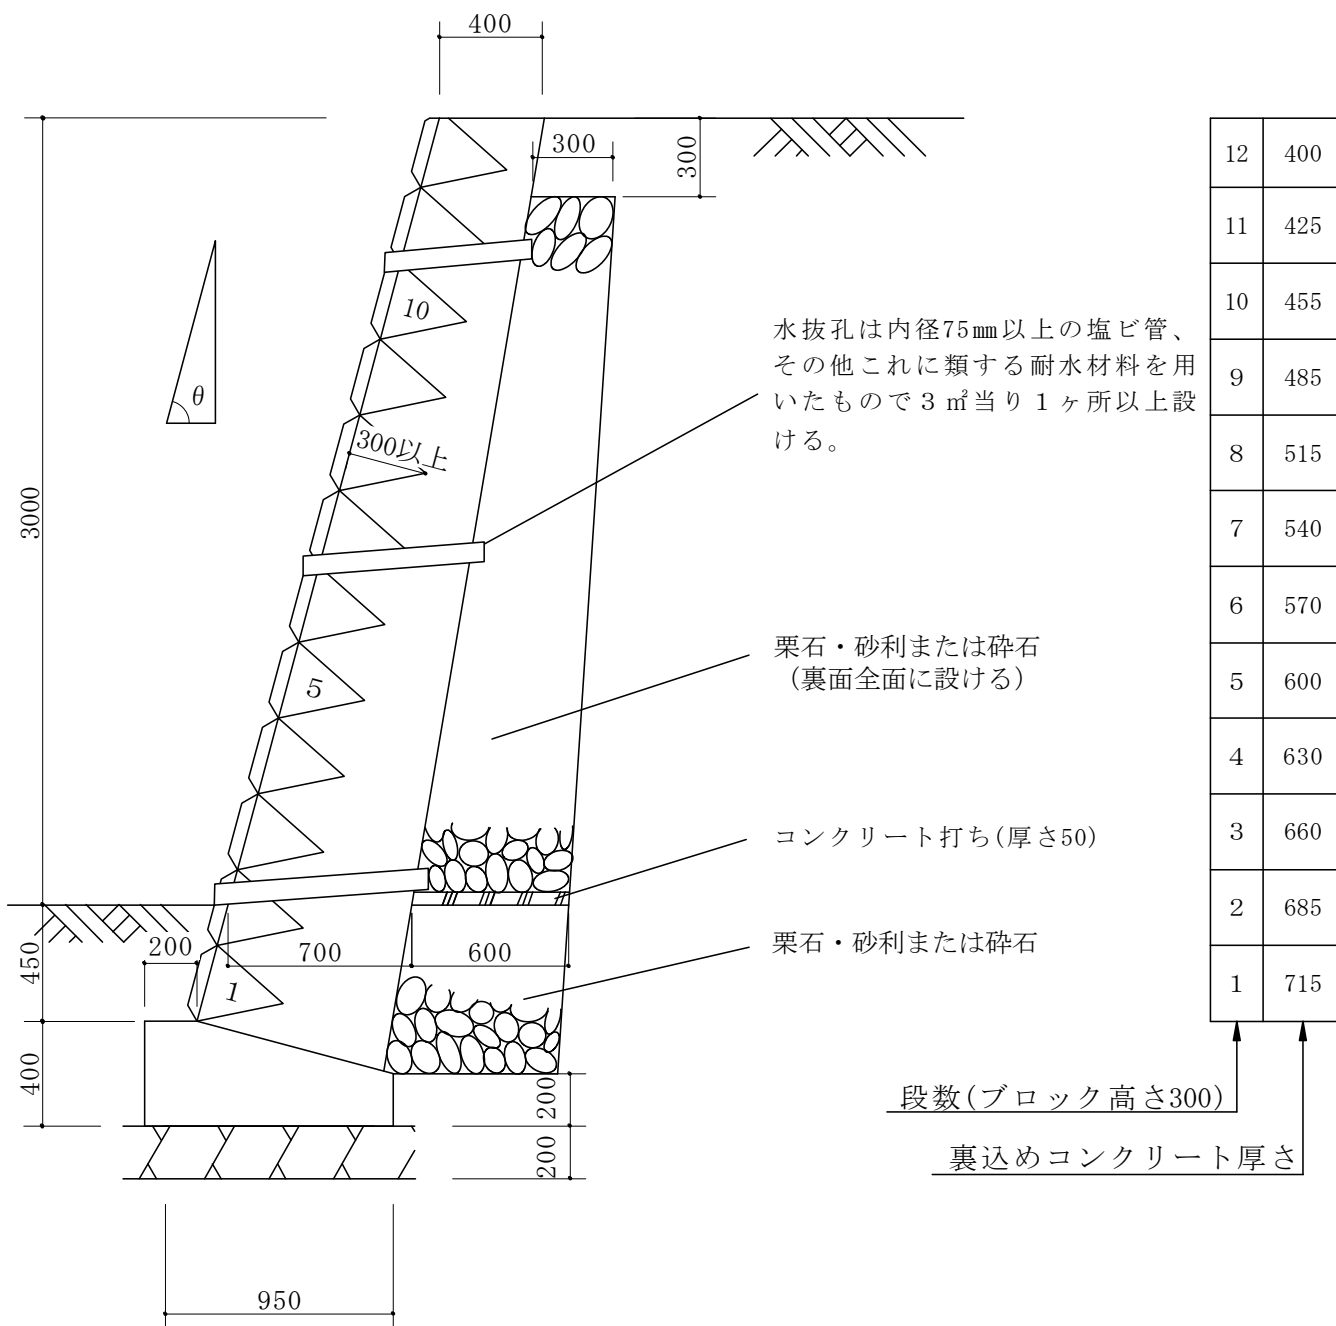 400
300
300
12 400
11 425
10 455
9 485
8 515
7 540
6 570
5 600
4 630
3 660
2 685
1 715
段数(ブロック高さ300)
裏込めコンクリート厚さ
θ
10
300以上
3000
5
水抜孔は内径75㎜以上の塩ビ管、
その他これに類する耐水材料を用
いたもので3㎡当り1ヶ所以上設
ける。
栗石・砂利または砕石
(裏面全面に設ける)
コンクリート打ち(厚さ50)
栗石・砂利または砕石
200
700
600
450
1
400
200
200
950